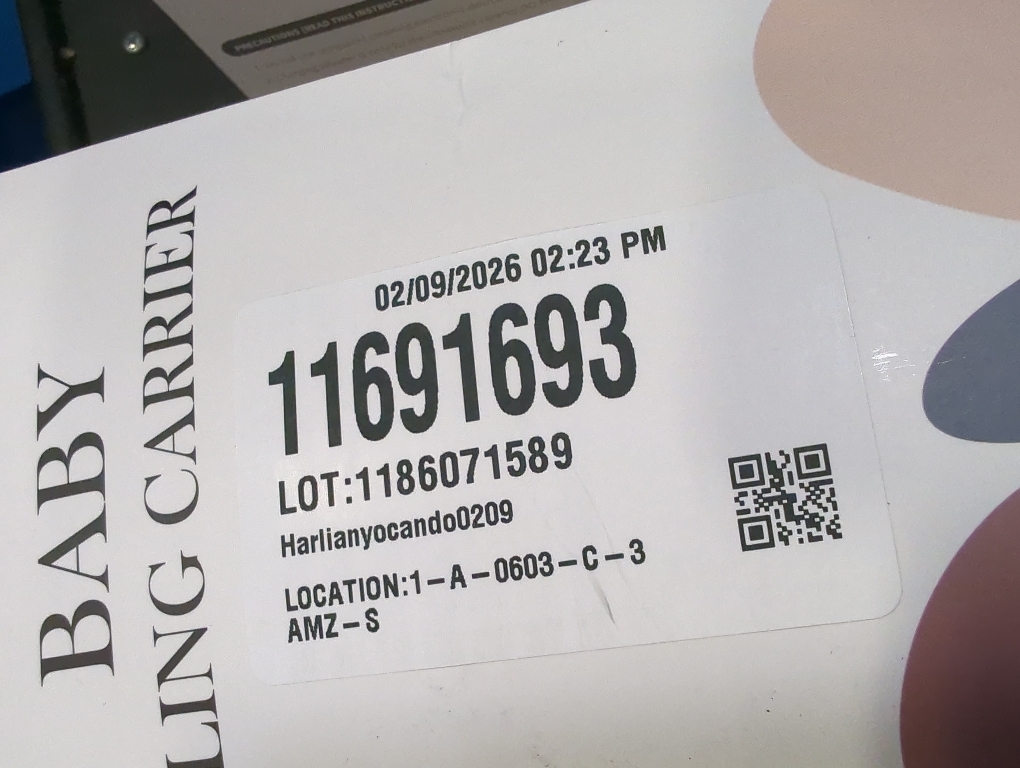 PRECAUTIONS (READ THIS INSTRUCTI
BABY
LING CARRIER
02/09/2026 02:23 PM
11691693
LOT:1186071589
Harlianyocando0209
LOCATION:1-A-0603-C-3
AMZ-S